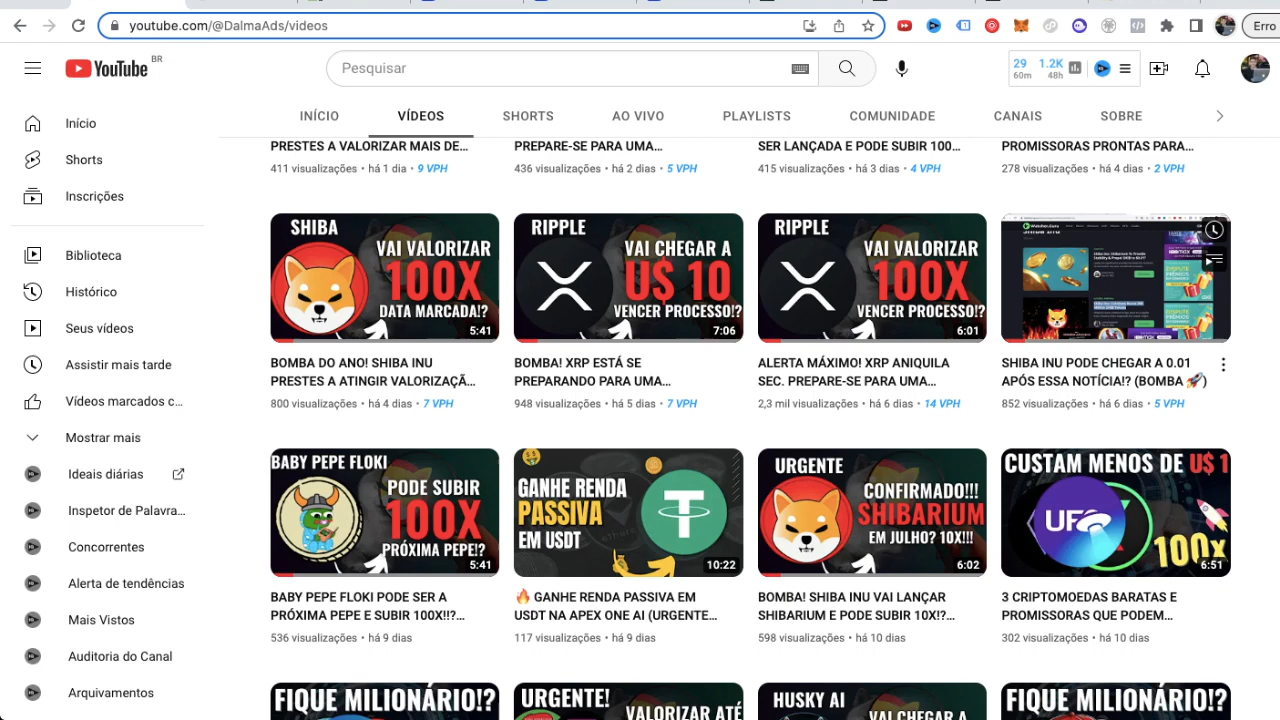 youtube.com/@DalmaAds/videos
Erro
YouTube BR
Pesquisar
29 1.2K
60m 48h
INÍCIO VÍDEOS SHORTS AO VIVO PLAYLISTS COMUNIDADE CANAIS SOBRE
Início
Shorts
Inscrições
Biblioteca
Histórico
Seus vídeos
Assistir mais tarde
Vídeos marcados c...
Mostrar mais
Ideais diárias
Inspetor de Palavra...
Concorrentes
Alerta de tendências
Mais Vistos
Auditoria do Canal
Arquivamentos
PRESTES A VALORIZAR MAIS DE...
411 visualizações • há 1 dia • 9 VPH
PREPARE-SE PARA UMA...
436 visualizações • há 2 dias • 5 VPH
SER LANÇADA E PODE SUBIR 100...
415 visualizações • há 3 dias • 4 VPH
PROMISSORAS PRONTAS PARA...
278 visualizações • há 4 dias • 2 VPH
SHIBA
VAI VALORIZAR
100X
DATA MARCADA!?
5:41
BOMBA DO ANO! SHIBA INU
PRESTES A ATINGIR VALORIZAÇÃ...
800 visualizações • há 4 dias • 7 VPH
RIPPLE
VAI CHEGAR A
U$ 10
VENCER PROCESSO!?
7:06
BOMBA! XRP ESTÁ SE
PREPARANDO PARA UMA...
948 visualizações • há 5 dias • 7 VPH
RIPPLE
VAI VALORIZAR
100X
VENCER PROCESSO!?
6:01
ALERTA MÁXIMO! XRP ANIQUILA
SEC. PREPARE-SE PARA UMA...
2,3 mil visualizações • há 6 dias • 14 VPH
SHIBA INU PODE CHEGAR A 0.01
APÓS ESSA NOTÍCIA!? (BOMBA 🚀)
852 visualizações • há 6 dias • 5 VPH
BABY PEPE FLOKI
PODE SUBIR
100X
PRÓXIMA PEPE!?
5:41
BABY PEPE FLOKI PODE SER A
PRÓXIMA PEPE E SUBIR 100X!!?...
536 visualizações • há 9 dias
GANHE RENDA
PASSIVA
EM USDT
10:22
🔥 GANHE RENDA PASSIVA EM
USDT NA APEX ONE AI (URGENTE...
117 visualizações • há 9 dias
URGENTE
CONFIRMADO!!!
SHIBARIUM
EM JULHO? 10X!!!
6:02
BOMBA! SHIBA INU VAI LANÇAR
SHIBARIUM E PODE SUBIR 10X!?...
598 visualizações • há 10 dias
CUSTAM MENOS DE U$ 1
UFO
100x
6:51
3 CRIPTOMOEDAS BARATAS E
PROMISSORAS QUE PODEM...
302 visualizações • há 10 dias
FIQUE MILIONÁRIO!?
URGENTE!
VALORIZAR ATÉ
HUSKY AI
VAI CHEGAR A
FIQUE MILIONÁRIO!?